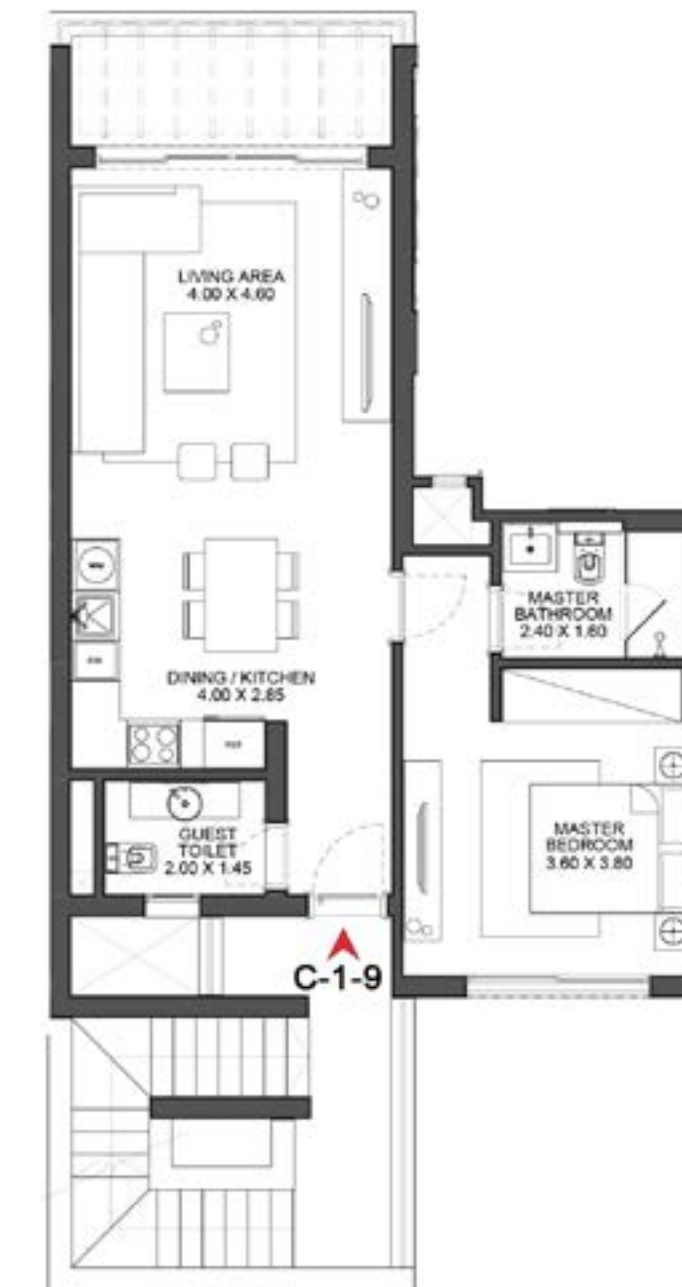 LIVING AREA
4.00 X 4.60
MASTER
BATHROOM
2.40 X 1.60
DINING / KITCHEN
4.00 X 2.85
REF
GUEST
TOILET
2.00 X 1.45
MASTER
BEDROOM
3.60 X 3.80
C-1-9